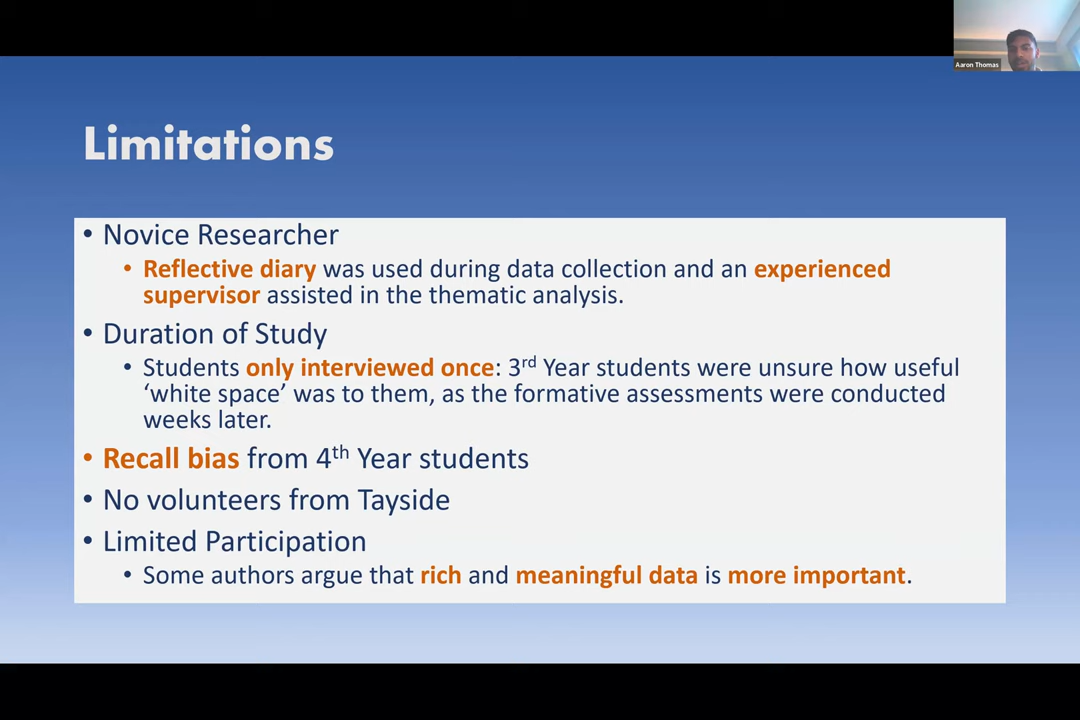 Aaron Thomas
Limitations
• Novice Researcher
• Reflective diary was used during data collection and an experienced
supervisor assisted in the thematic analysis.
• Duration of Study
• Students only interviewed once: 3rd Year students were unsure how useful
‘white space’ was to them, as the formative assessments were conducted
weeks later.
• Recall bias from 4th Year students
• No volunteers from Tayside
• Limited Participation
• Some authors argue that rich and meaningful data is more important.